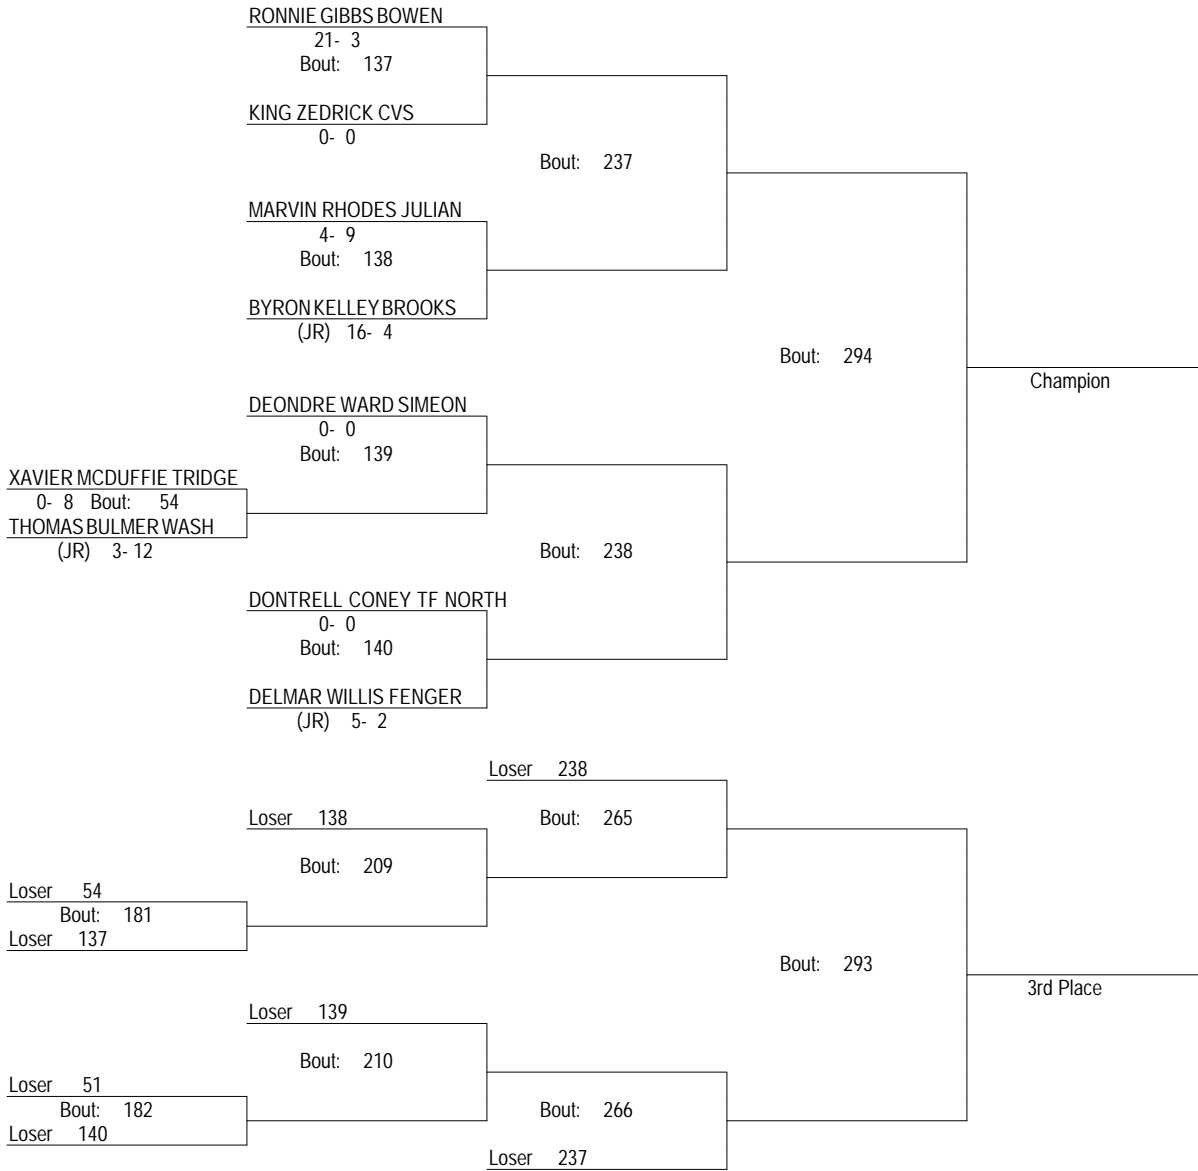 RONNIE GIBBS BOWEN
21- 3
Bout: 137
KING ZEDRICK CVS
0- 0
Bout: 237
MARVIN RHODES JULIAN
4- 9
Bout: 138
BYRON KELLEY BROOKS
(JR) 16- 4
Bout: 294
Champion
DEONDRE WARD SIMEON
0- 0
Bout: 139
XAVIER MCDUFFIE TRIDGE
0- 8 Bout: 54
THOMAS BULMER WASH
(JR) 3- 12
Bout: 238
DONTRELL CONEY TF NORTH
0- 0
Bout: 140
DELMAR WILLIS FENGER
(JR) 5- 2
Loser 238
Loser 138
Bout: 265
Bout: 209
Loser 54
Bout: 181
Loser 137
Bout: 293
3rd Place
Loser 139
Bout: 210
Loser 51
Bout: 182
Loser 140
Bout: 266
Loser 237